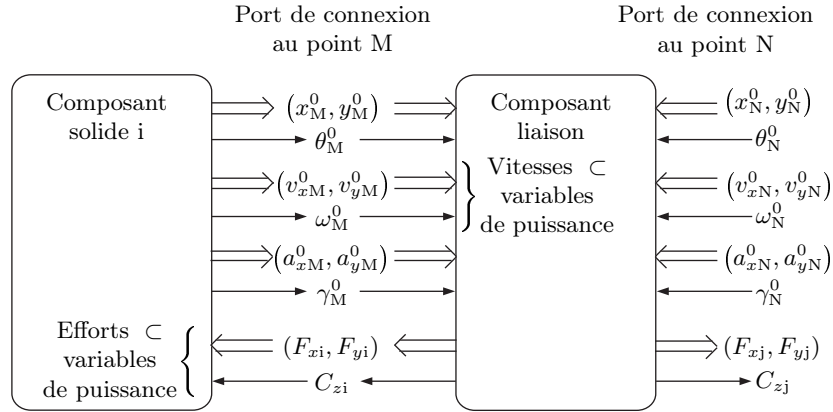 Port de connexion Port de connexion
au point M au point N
Composant Composant
solide i liaison
(x⁰_M, y⁰_M) (x⁰_N, y⁰_N)
θ⁰_M θ⁰_N
(v⁰_xM, v⁰_yM) Vitesses ⊂ (v⁰_xN, v⁰_yN)
variables
ω⁰_M de puissance ω⁰_N
(a⁰_xM, a⁰_yM) (a⁰_xN, a⁰_yN)
γ⁰_M γ⁰_N
Efforts ⊂
variables
de puissance
(F_xi, F_yi) (F_xj, F_yj)
C_zi C_zj